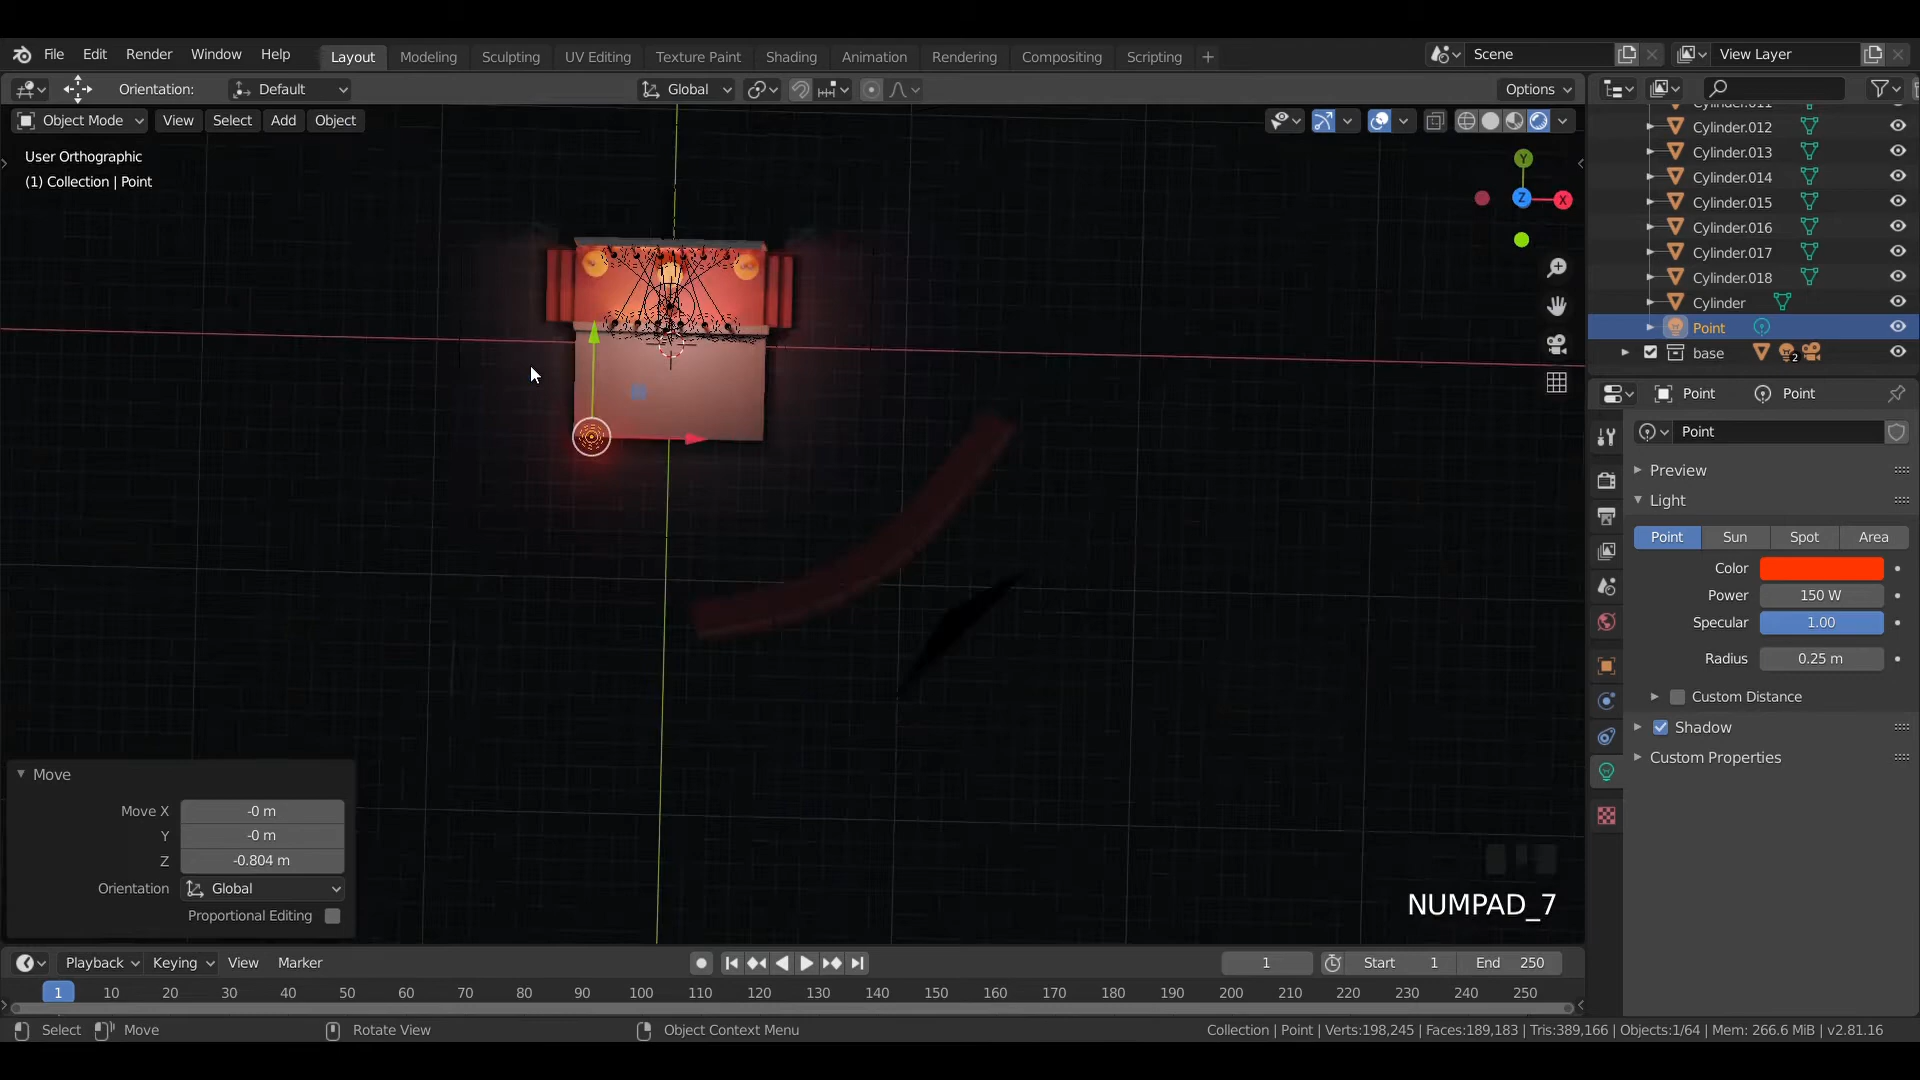 File Edit Render Window Help Layout Modeling Sculpting UV Editing Texture Paint Shading Animation Rendering Compositing Scripting + Scene View Layer
Orientation: Default Global Options
Object Mode View Select Add Object
User Orthographic
(1) Collection | Point
Y
Z
X
Cylinder.011
Cylinder.012
Cylinder.013
Cylinder.014
Cylinder.015
Cylinder.016
Cylinder.017
Cylinder.018
Cylinder
Point
base 2
Point Point
Point
Preview
Light
Point Sun Spot Area
Color
Power 150 W
Specular 1.00
Radius 0.25 m
Custom Distance
Shadow
Custom Properties
Move
Move X -0 m
Y -0 m
Z -0.804 m
Orientation Global
Proportional Editing
NUMPAD_7
Playback Keying View Marker 1 Start 1 End 250
1 10 20 30 40 50 60 70 80 90 100 110 120 130 140 150 160 170 180 190 200 210 220 230 240 250
Select Move Rotate View Object Context Menu Collection | Point | Verts:198,245 | Faces:189,183 | Tris:389,166 | Objects:1/64 | Mem: 266.6 MiB | v2.81.16